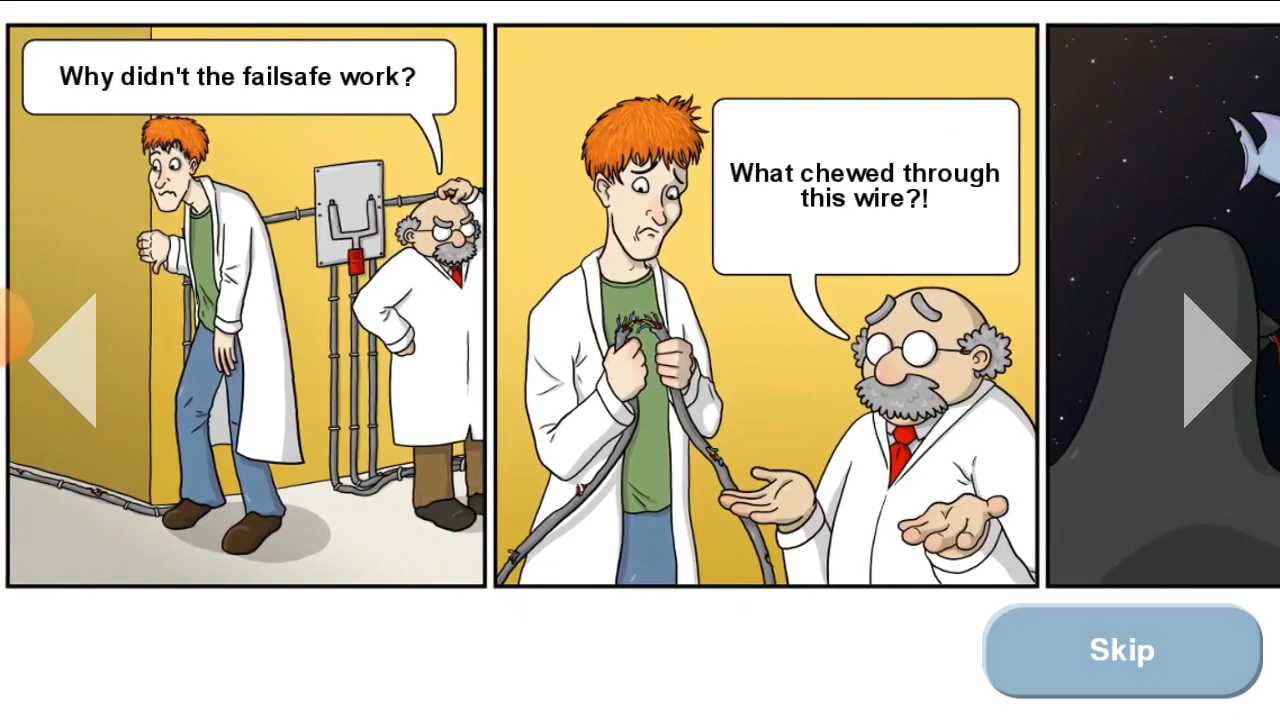 Why didn't the failsafe work?
What chewed through
this wire?!
Skip